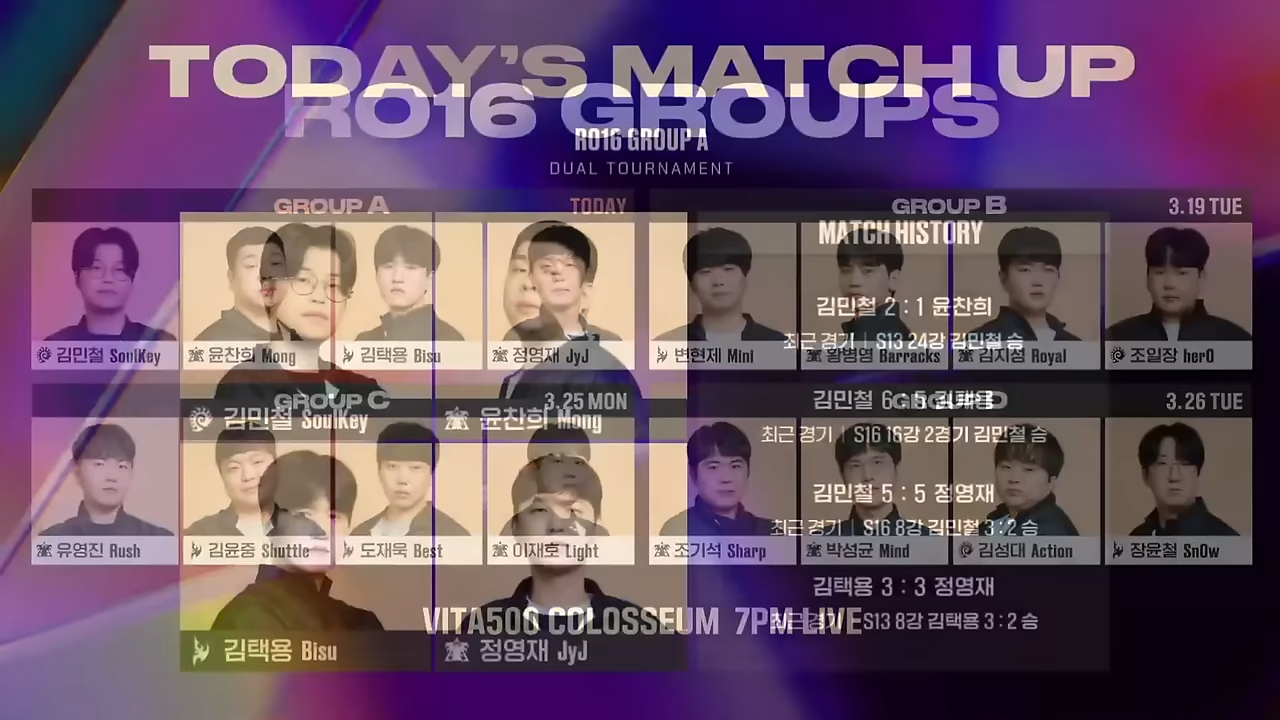 TODAY'S MATCH UP
RO16 GROUPS
RO16 GROUP A
DUAL TOURNAMENT
GROUP A TODAY
GROUP B 3.19 TUE
MATCH HISTORY
김민철 2 : 1 윤찬희
최근 경기 | S13 24강 김민철 승
김민철 SoulKey
윤찬희 Mong
김택용 Bisu
정영재 JyJ
변현제 Mini
황병영 Barracks
김지성 Royal
조일장 herO
GROUP C 3.25 MON
GROUP D 3.26 TUE
김민철 6 : 5 김택용
김민철 SoulKey
윤찬희 Mong
최근 경기 | S16 16강 2경기 김민철 승
김민철 5 : 5 정영재
최근 경기 | S16 8강 김민철 3 : 2 승
유영진 Rush
김윤중 Shuttle
도재욱 Best
이재호 Light
조기석 Sharp
박성균 Mind
김성대 Action
장윤철 SnOw
김택용 3 : 3 정영재
최근 경기 | S13 8강 김택용 3 : 2 승
VITA500 COLOSSEUM 7PM LIVE
김택용 Bisu
정영재 JyJ